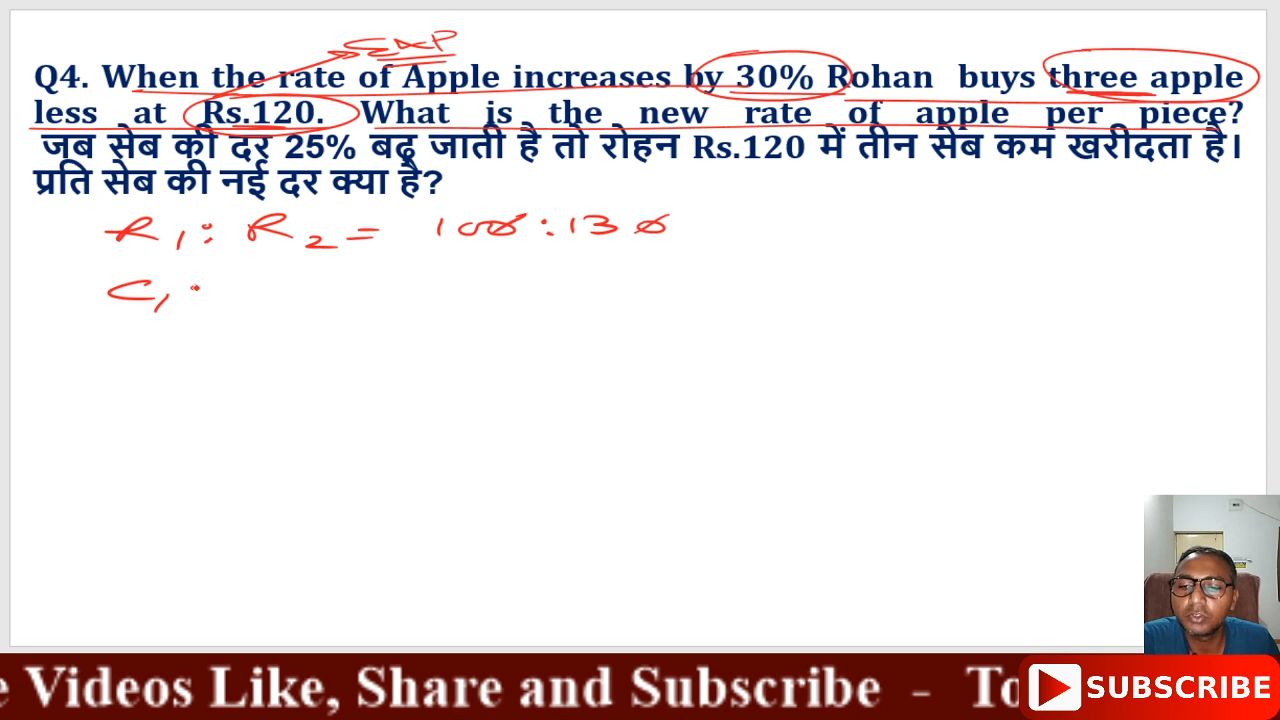 Exp
Q4. When the rate of Apple increases by 30% Rohan buys three apple
less at Rs.120. What is the new rate of apple per piece?
जब सेब की दर 25% बढ़ जाती है तो रोहन Rs.120 में तीन सेब कम खरीदता है।
प्रति सेब की नई दर क्या है?
R1 : R2 = 100 : 130
C1 :
e Videos Like, Share and Subscribe - To
SUBSCRIBE